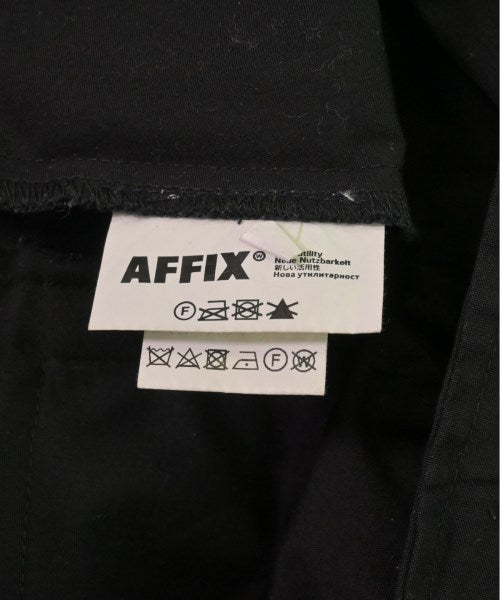 AFFIX
W
utility
Neue Nutzbarkeit
新しい活用性
Нова утилитарност
F
F W